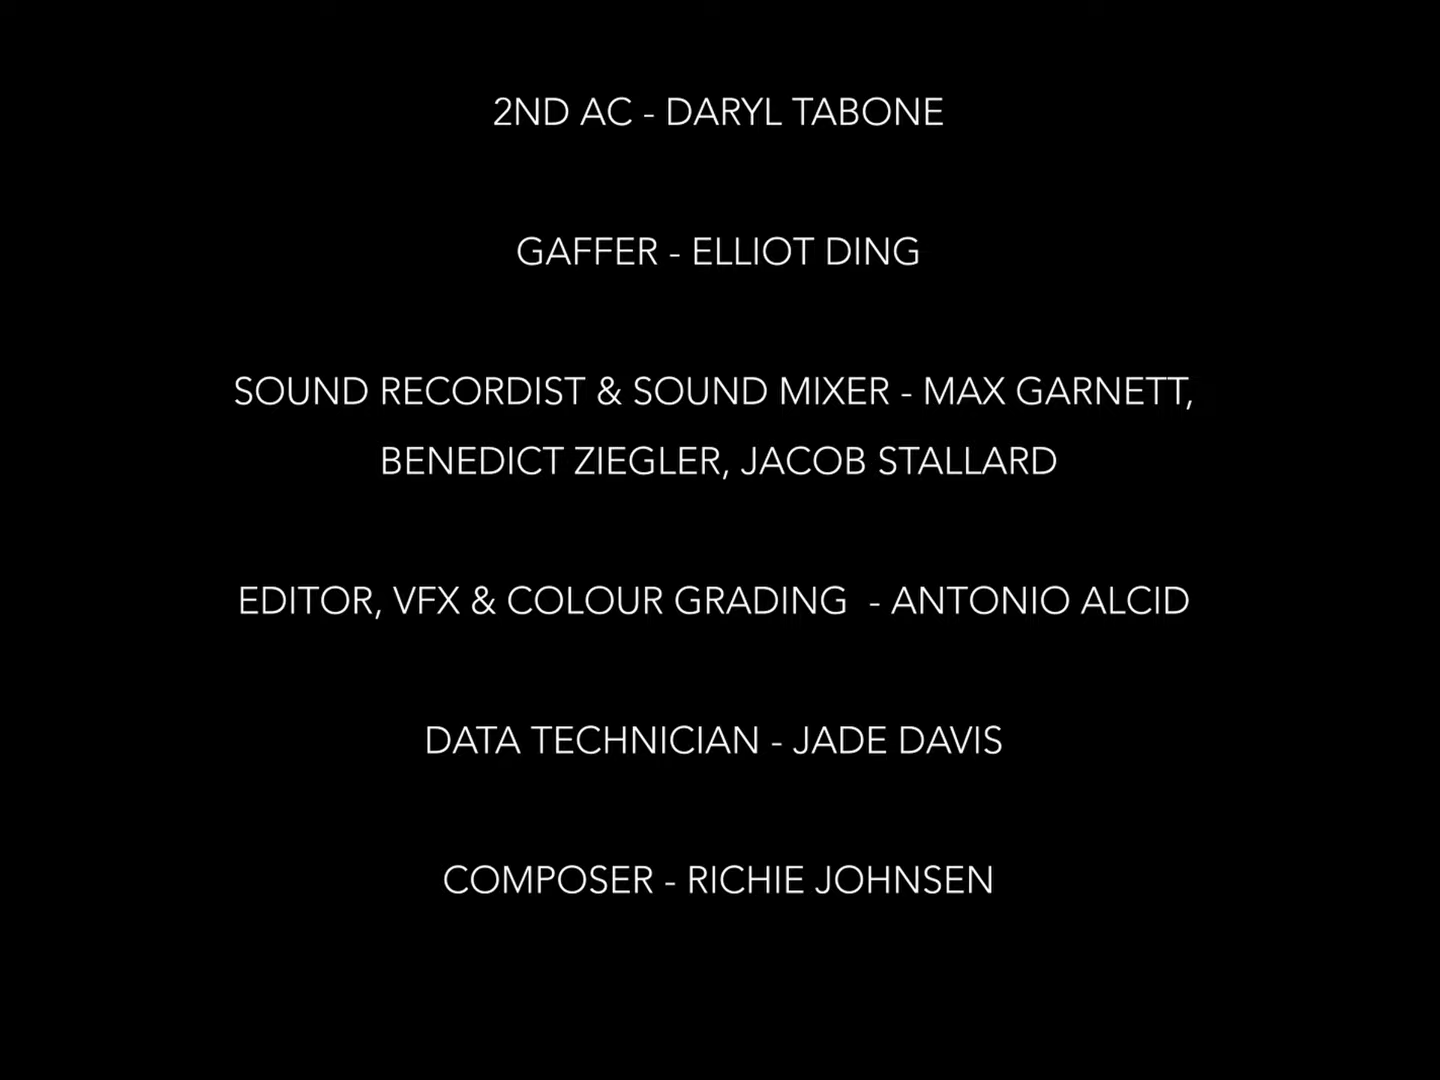 2ND AC - DARYL TABONE
GAFFER - ELLIOT DING
SOUND RECORDIST & SOUND MIXER - MAX GARNETT,
BENEDICT ZIEGLER, JACOB STALLARD
EDITOR, VFX & COLOUR GRADING  - ANTONIO ALCID
DATA TECHNICIAN - JADE DAVIS
COMPOSER - RICHIE JOHNSEN